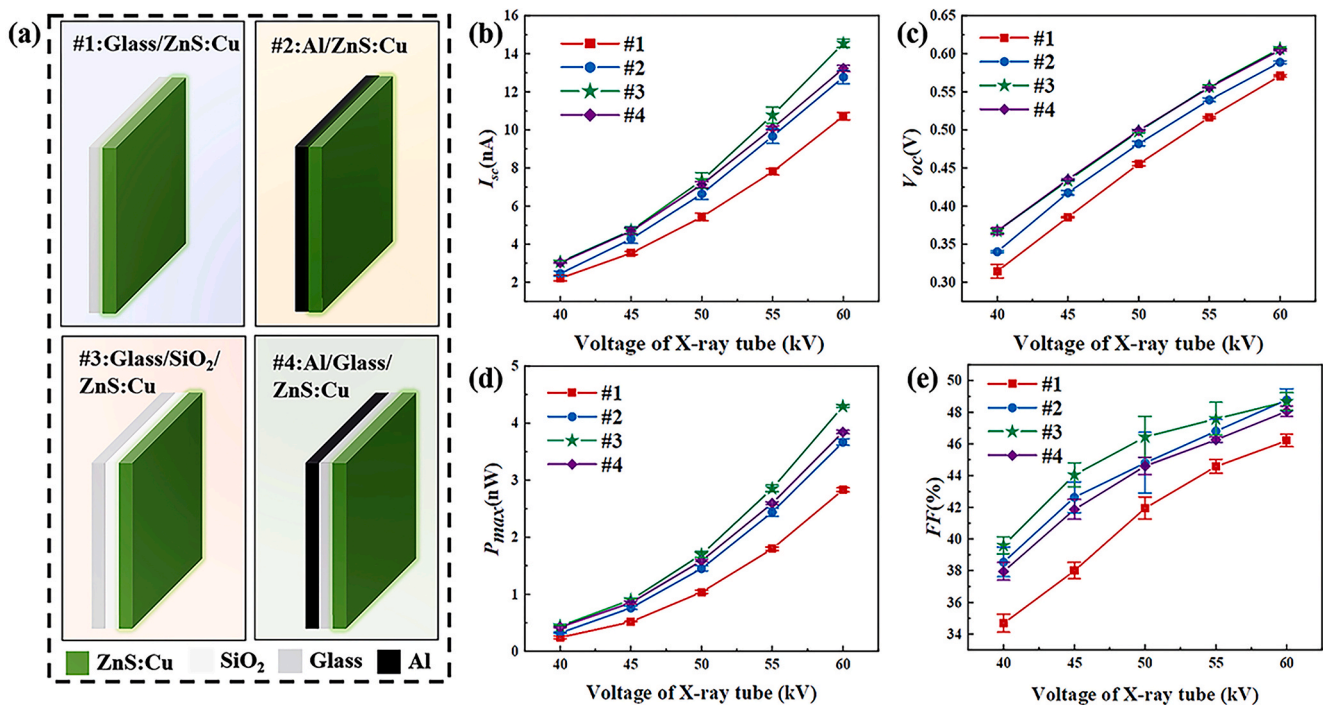 (a)
#1:Glass/ZnS:Cu
#2:Al/ZnS:Cu
#3:Glass/SiO₂/
ZnS:Cu
#4:Al/Glass/
ZnS:Cu
ZnS:Cu
SiO₂
Glass
Al
(b)
16
14
12
10
8
6
4
2
Isc(nA)
#1
#2
#3
#4
40
45
50
55
60
Voltage of X-ray tube (kV)
(c)
0.65
0.60
0.55
0.50
0.45
0.40
0.35
0.30
Voc(V)
#1
#2
#3
#4
40
45
50
55
60
Voltage of X-ray tube (kV)
(d)
5
4
3
2
1
0
Pmax(nW)
#1
#2
#3
#4
40
45
50
55
60
Voltage of X-ray tube (kV)
(e)
50
48
46
44
42
40
38
36
34
FF(%)
#1
#2
#3
#4
40
45
50
55
60
Voltage of X-ray tube (kV)